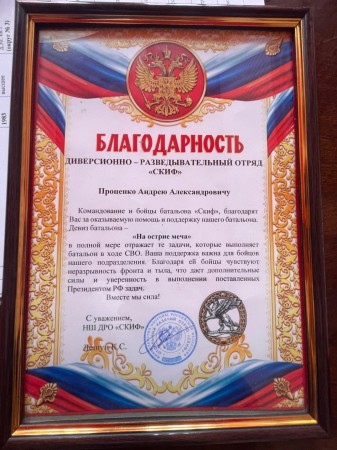 БЛАГОДАРНОСТЬ
ДИВЕРСИОННО – РАЗВЕДЫВАТЕЛЬНЫЙ ОТРЯД
«СКИФ»
Проценко Андрею Александровичу
Командование и бойцы батальона «Скиф», благодарят
Вас за оказываемую помощь и поддержку нашего батальона.
Девиз батальона –
«На острие меча»
в полной мере отражает те задачи, которые выполняет
батальон в ходе СВО. Ваша поддержка важна для бойцов
нашего подразделения. Благодаря ей бойцы чувствуют
неразрывность фронта и тыла, что дает дополнительные
силы и уверенность в выполнении поставленных
Президентом РФ задач.
Вместе мы сила!
С уважением,
НШ ДРО «СКИФ»
К.С.
1985